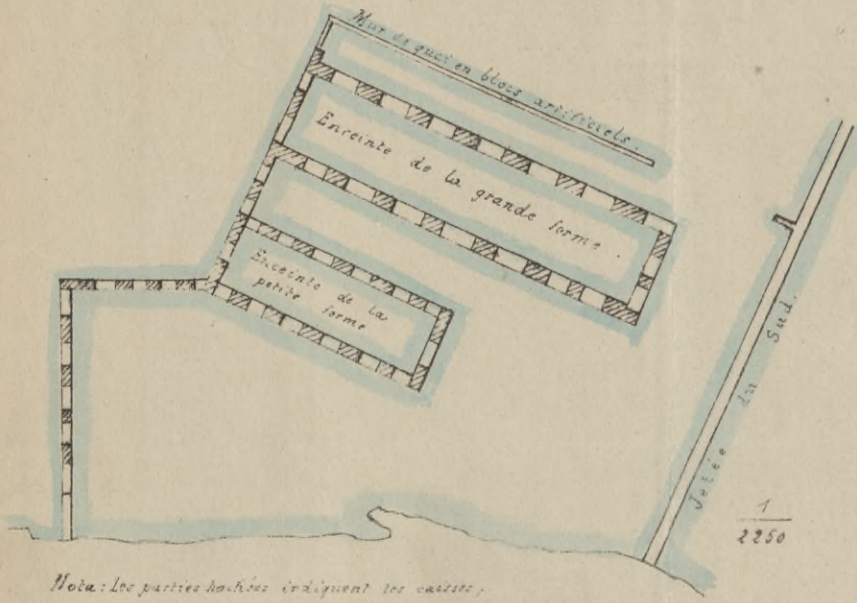 Mur de quai en blocs artificiels.
Enceinte de la grande forme.
Enceinte de la
petite forme
Jetée du Sud.
1
2250
Nota: Les parties hachées indiquent les caisses,